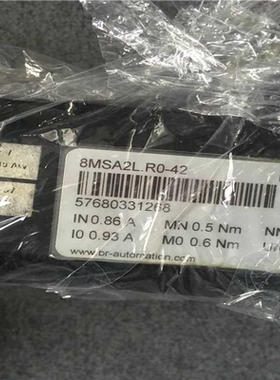 8MSA2L.R0-42
57680331268
IN 0.86 A MN 0.5 Nm NN
I0 0.93 A M0 0.6 Nm
www.br-automation.com